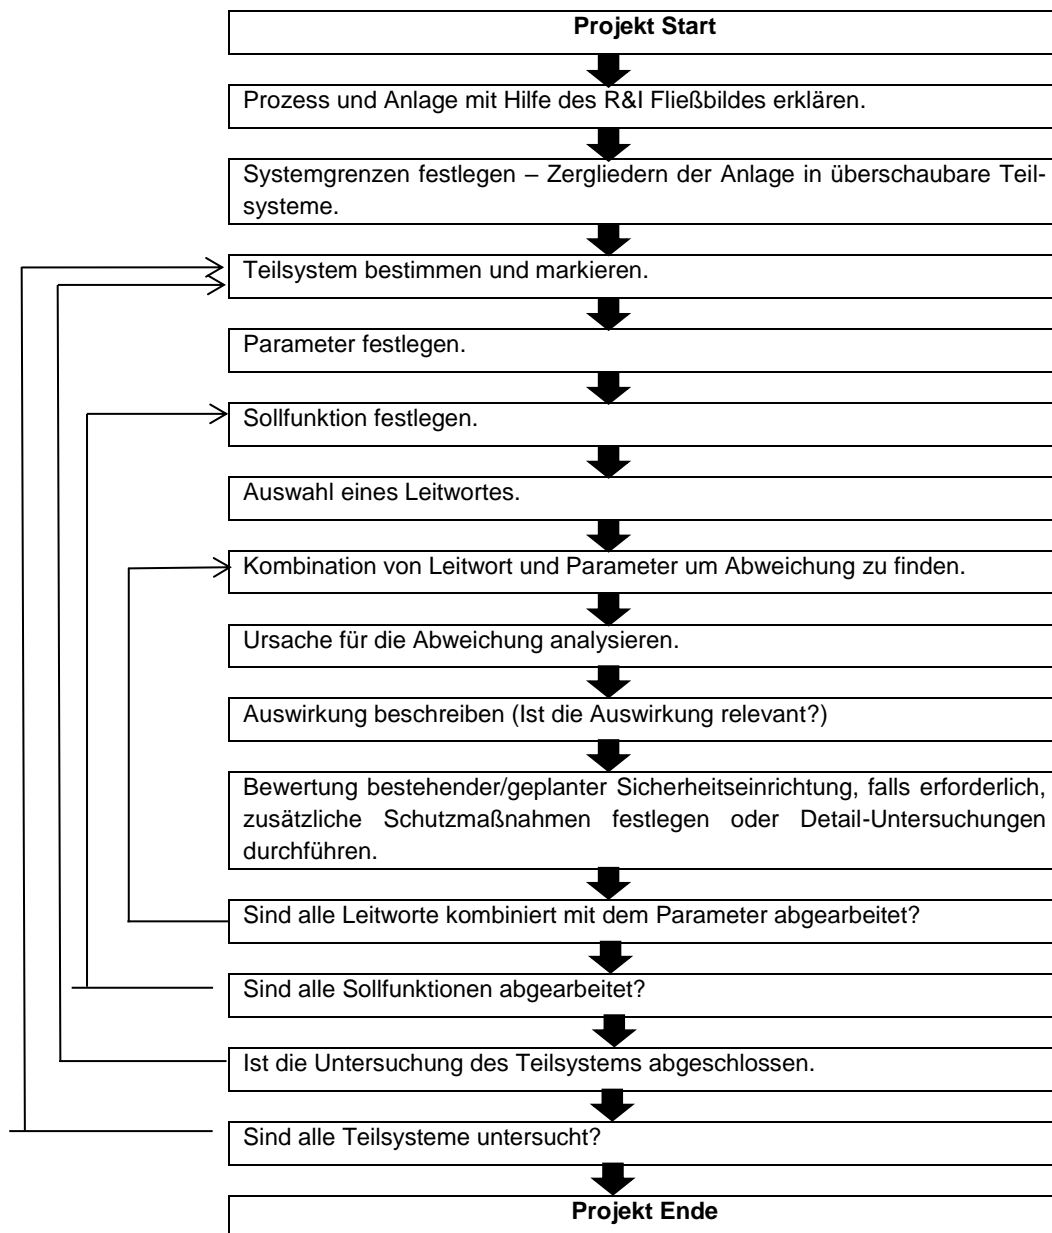 Projekt Start
Prozess und Anlage mit Hilfe des R&I Fließbildes erklären.
Systemgrenzen festlegen – Zergliedern der Anlage in überschaubare Teil-
systeme.
Teilsystem bestimmen und markieren.
Parameter festlegen.
Sollfunktion festlegen.
Auswahl eines Leitwortes.
Kombination von Leitwort und Parameter um Abweichung zu finden.
Ursache für die Abweichung analysieren.
Auswirkung beschreiben (Ist die Auswirkung relevant?)
Bewertung bestehender/geplanter Sicherheitseinrichtung, falls erforderlich,
zusätzliche Schutzmaßnahmen festlegen oder Detail-Untersuchungen
durchführen.
Sind alle Leitworte kombiniert mit dem Parameter abgearbeitet?
Sind alle Sollfunktionen abgearbeitet?
Ist die Untersuchung des Teilsystems abgeschlossen.
Sind alle Teilsysteme untersucht?
Projekt Ende